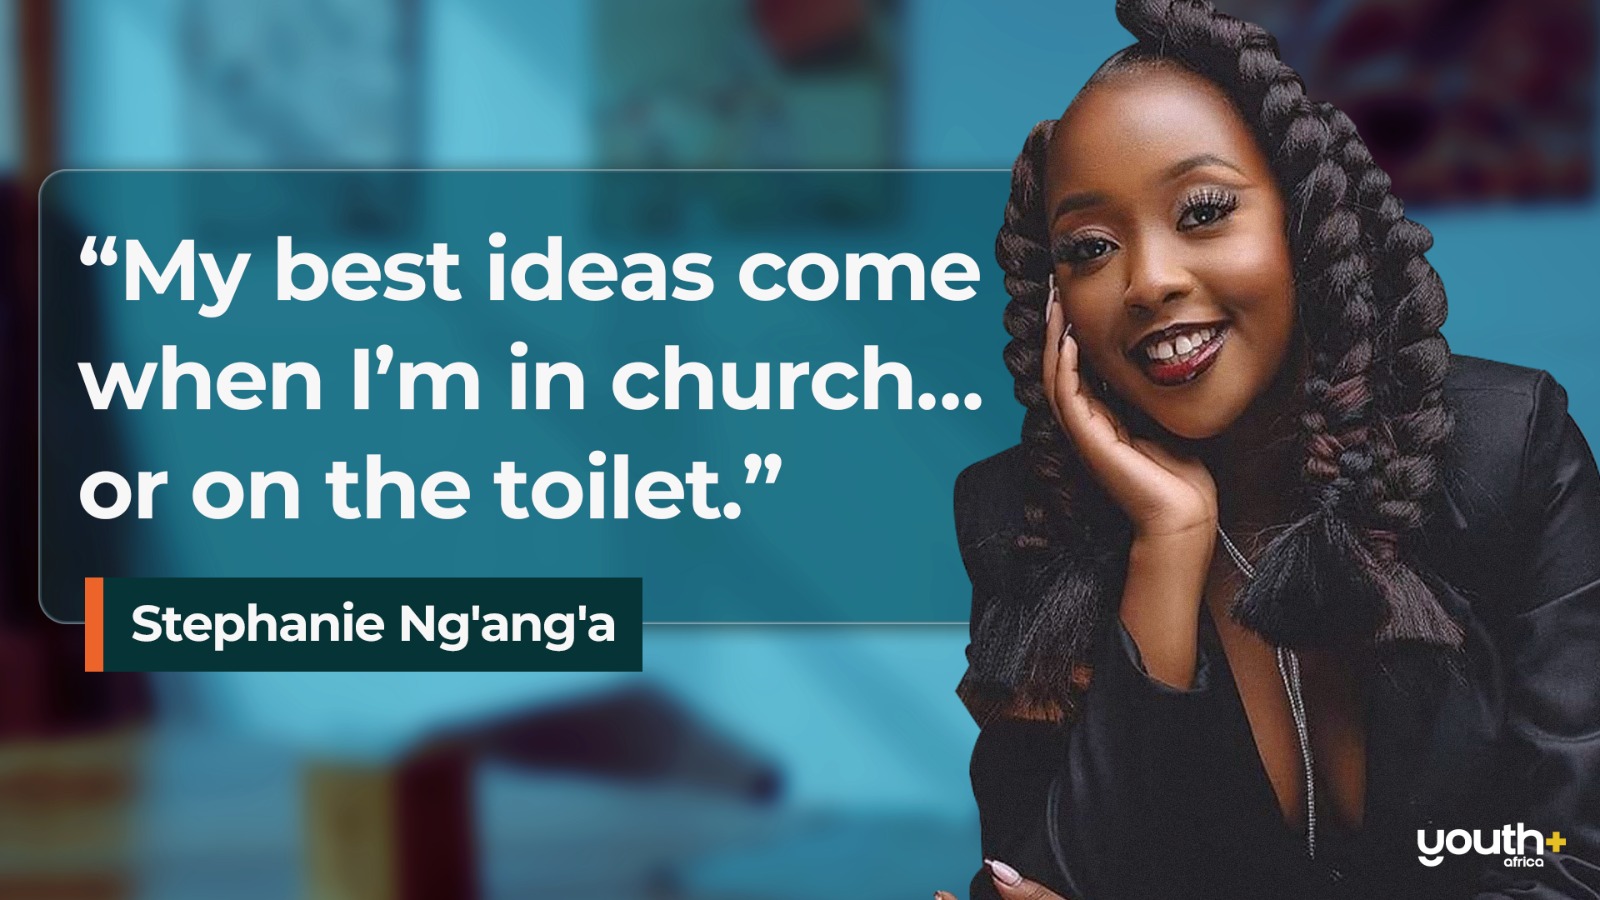 “My best ideas come
when I’m in church...
or on the toilet.”
Stephanie Ng'ang'a
youth+
africa